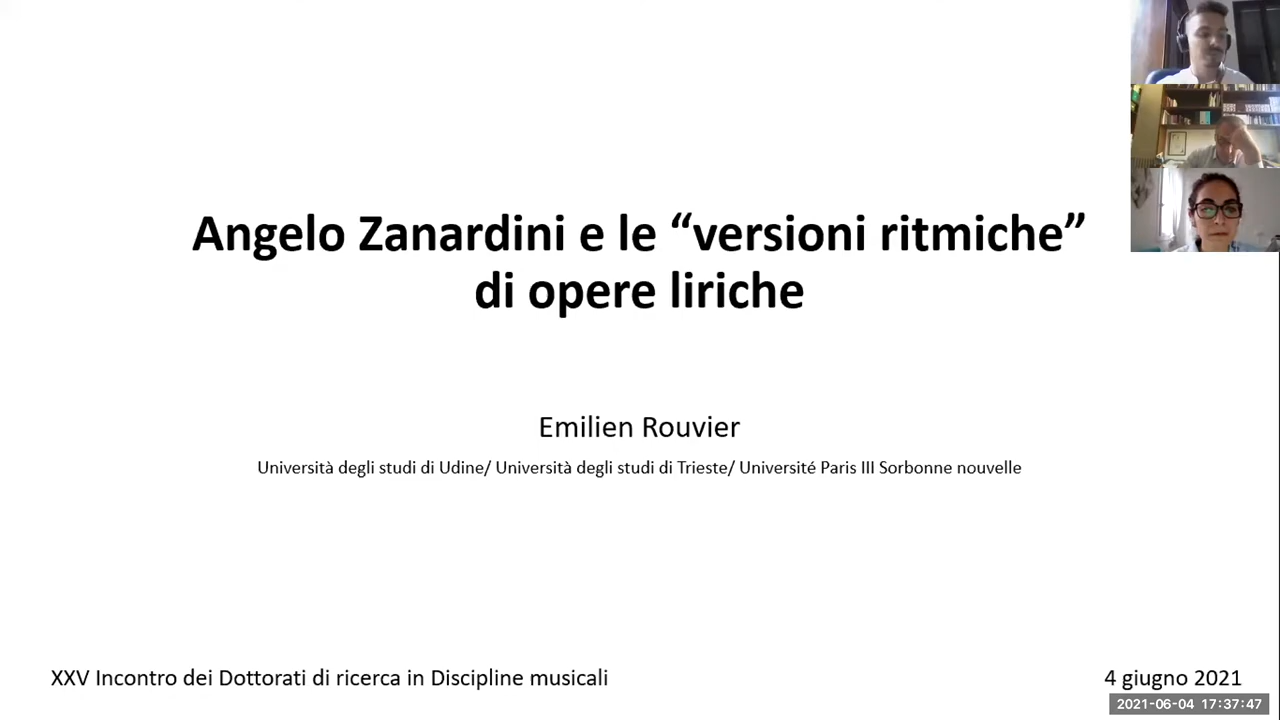 Angelo Zanardini e le “versioni ritmiche”
di opere liriche
Emilien Rouvier
Università degli studi di Udine/ Università degli studi di Trieste/ Université Paris III Sorbonne nouvelle
XXV Incontro dei Dottorati di ricerca in Discipline musicali
4 giugno 2021
2021-06-04 17:37:47